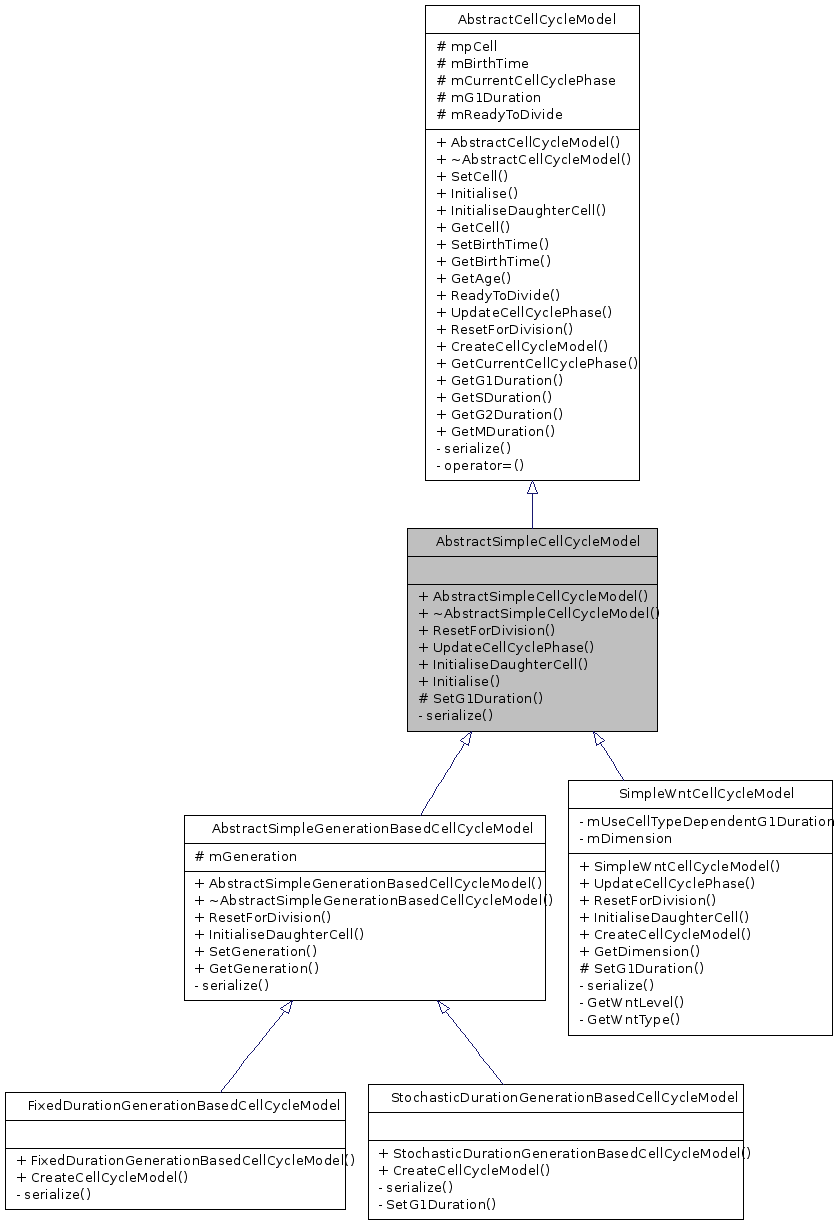 AbstractCellCycleModel
# mpCell
# mBirthTime
# mCurrentCellCyclePhase
# mG1Duration
# mReadyToDivide
+ AbstractCellCycleModel()
+ ~AbstractCellCycleModel()
+ SetCell()
+ Initialise()
+ InitialiseDaughterCell()
+ GetCell()
+ SetBirthTime()
+ GetBirthTime()
+ GetAge()
+ ReadyToDivide()
+ UpdateCellCyclePhase()
+ ResetForDivision()
+ CreateCellCycleModel()
+ GetCurrentCellCyclePhase()
+ GetG1Duration()
+ GetSDuration()
+ GetG2Duration()
+ GetMDuration()
- serialize()
- operator=()
AbstractSimpleCellCycleModel
+ AbstractSimpleCellCycleModel()
+ ~AbstractSimpleCellCycleModel()
+ ResetForDivision()
+ UpdateCellCyclePhase()
+ InitialiseDaughterCell()
+ Initialise()
# SetG1Duration()
- serialize()
AbstractSimpleGenerationBasedCellCycleModel
# mGeneration
+ AbstractSimpleGenerationBasedCellCycleModel()
+ ~AbstractSimpleGenerationBasedCellCycleModel()
+ ResetForDivision()
+ InitialiseDaughterCell()
+ SetGeneration()
+ GetGeneration()
- serialize()
SimpleWntCellCycleModel
- mUseCellTypeDependentG1Duration
- mDimension
+ SimpleWntCellCycleModel()
+ UpdateCellCyclePhase()
+ ResetForDivision()
+ InitialiseDaughterCell()
+ CreateCellCycleModel()
+ GetDimension()
# SetG1Duration()
- serialize()
- GetWntLevel()
- GetWntType()
FixedDurationGenerationBasedCellCycleModel
+ FixedDurationGenerationBasedCellCycleModel()
+ CreateCellCycleModel()
- serialize()
StochasticDurationGenerationBasedCellCycleModel
+ StochasticDurationGenerationBasedCellCycleModel()
+ CreateCellCycleModel()
- serialize()
- SetG1Duration()